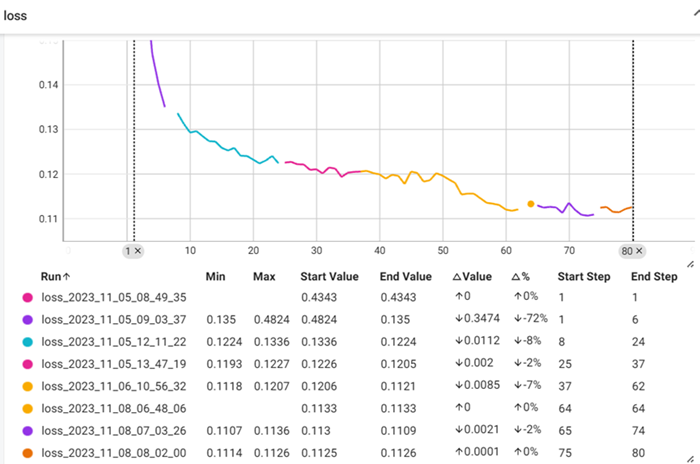 loss
0.14
0.13
0.12
0.11
1 × 10 20 30 40 50 60 70 80 ×
Run↑ Min Max Start Value End Value △Value △% Start Step End Step
loss_2023_11_05_08_49_35 0.4343 0.4343 ↑0 ↑0% 1 1
loss_2023_11_05_09_03_37 0.135 0.4824 0.4824 0.135 ↓0.3474 ↓-72% 1 6
loss_2023_11_05_12_11_22 0.1224 0.1336 0.1336 0.1224 ↓0.0112 ↓-8% 8 24
loss_2023_11_05_13_47_19 0.1193 0.1227 0.1226 0.1205 ↓0.002 ↓-2% 25 37
loss_2023_11_06_10_56_32 0.1118 0.1207 0.1206 0.1121 ↓0.0085 ↓-7% 37 62
loss_2023_11_08_06_48_06 0.1133 0.1133 ↑0 ↑0% 64 64
loss_2023_11_08_07_03_26 0.1107 0.1136 0.113 0.1109 ↓0.0021 ↓-2% 65 74
loss_2023_11_08_08_02_00 0.1114 0.1126 0.1125 0.1126 ↑0.0001 ↑0% 75 80